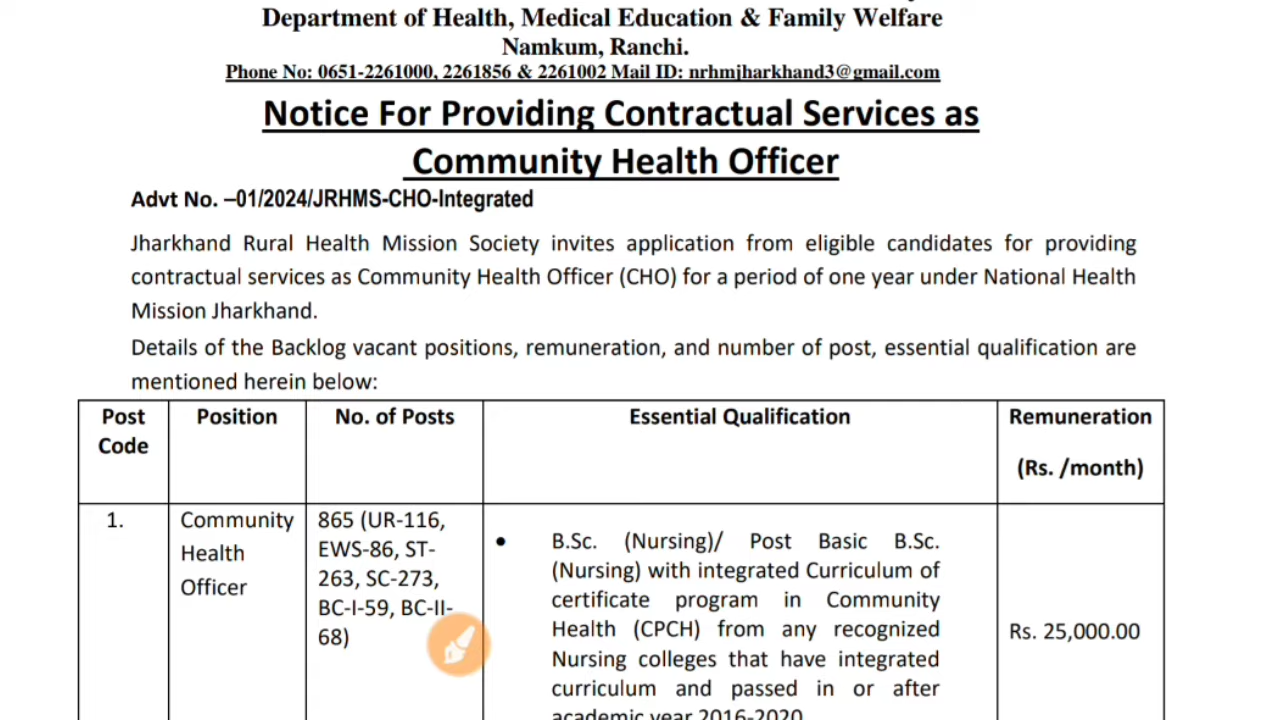 Department of Health, Medical Education & Family Welfare
Namkum, Ranchi.
Phone No: 0651-2261000, 2261856 & 2261002 Mail ID: nrhmjharkhand3@gmail.com
Notice For Providing Contractual Services as
Community Health Officer
Advt No. –01/2024/JRHMS-CHO-Integrated
Jharkhand Rural Health Mission Society invites application from eligible candidates for providing
contractual services as Community Health Officer (CHO) for a period of one year under National Health
Mission Jharkhand.
Details of the Backlog vacant positions, remuneration, and number of post, essential qualification are
mentioned herein below:
Post Code
Position
No. of Posts
Essential Qualification
Remuneration
(Rs. /month)
1.
Community
Health
Officer
865 (UR-116,
EWS-86, ST-
263, SC-273,
BC-I-59, BC-II-
68)
• B.Sc. (Nursing)/ Post Basic B.Sc.
(Nursing) with integrated Curriculum of
certificate program in Community
Health (CPCH) from any recognized
Nursing colleges that have integrated
curriculum and passed in or after
academic year 2016-2020
Rs. 25,000.00